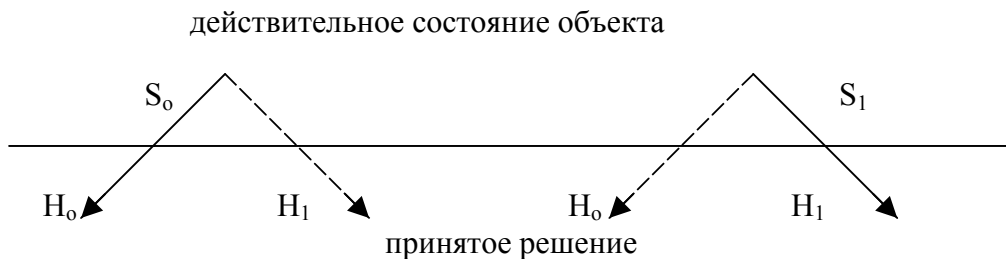 действительное состояние объекта
Sₒ S₁
Hₒ H₁ Hₒ H₁
принятое решение